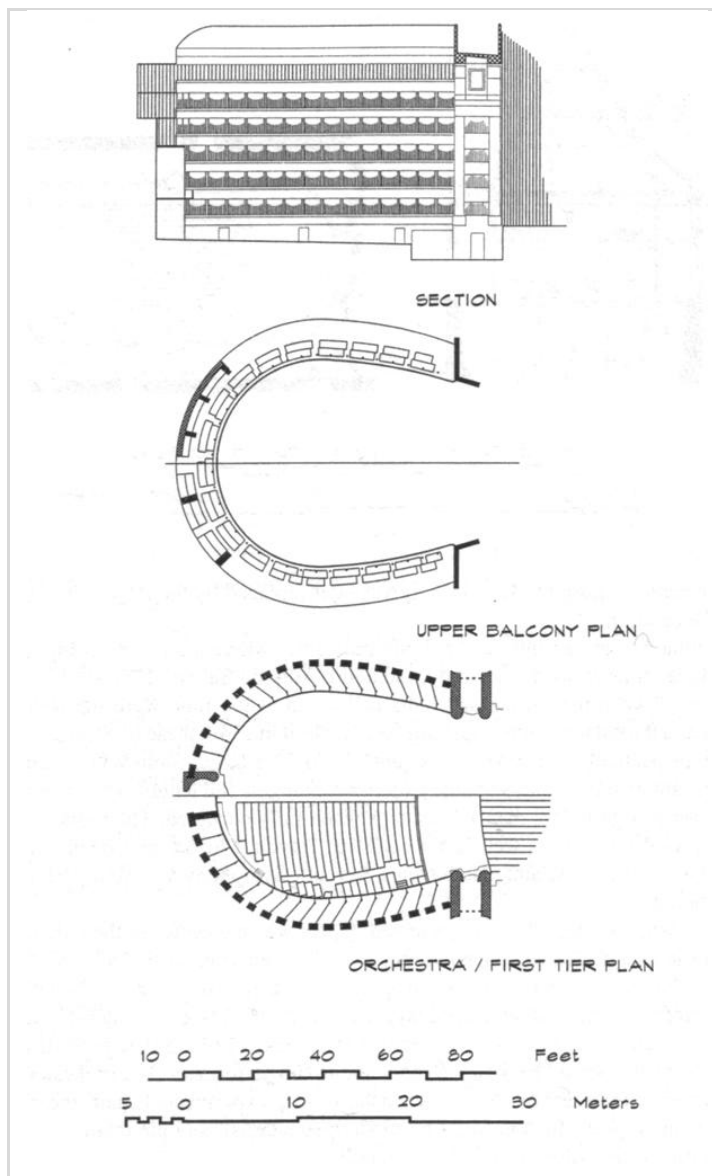 SECTION
UPPER BALCONY PLAN
ORCHESTRA / FIRST TIER PLAN
10 0 20 40 60 80 Feet
5 0 10 20 30 Meters